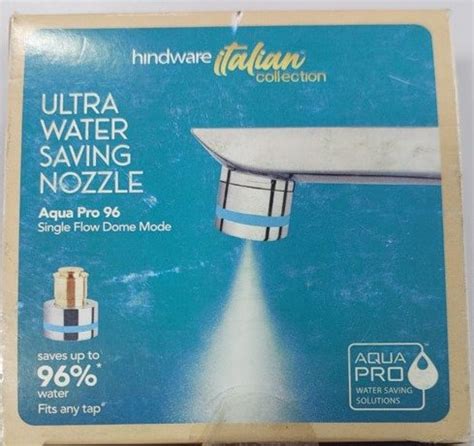 hindware italian
collection
ULTRA
WATER
SAVING
NOZZLE
Aqua Pro 96
Single Flow Dome Mode
saves up to
96%*
water
Fits any tap*
AQUA
PRO
WATER SAVING
SOLUTIONS